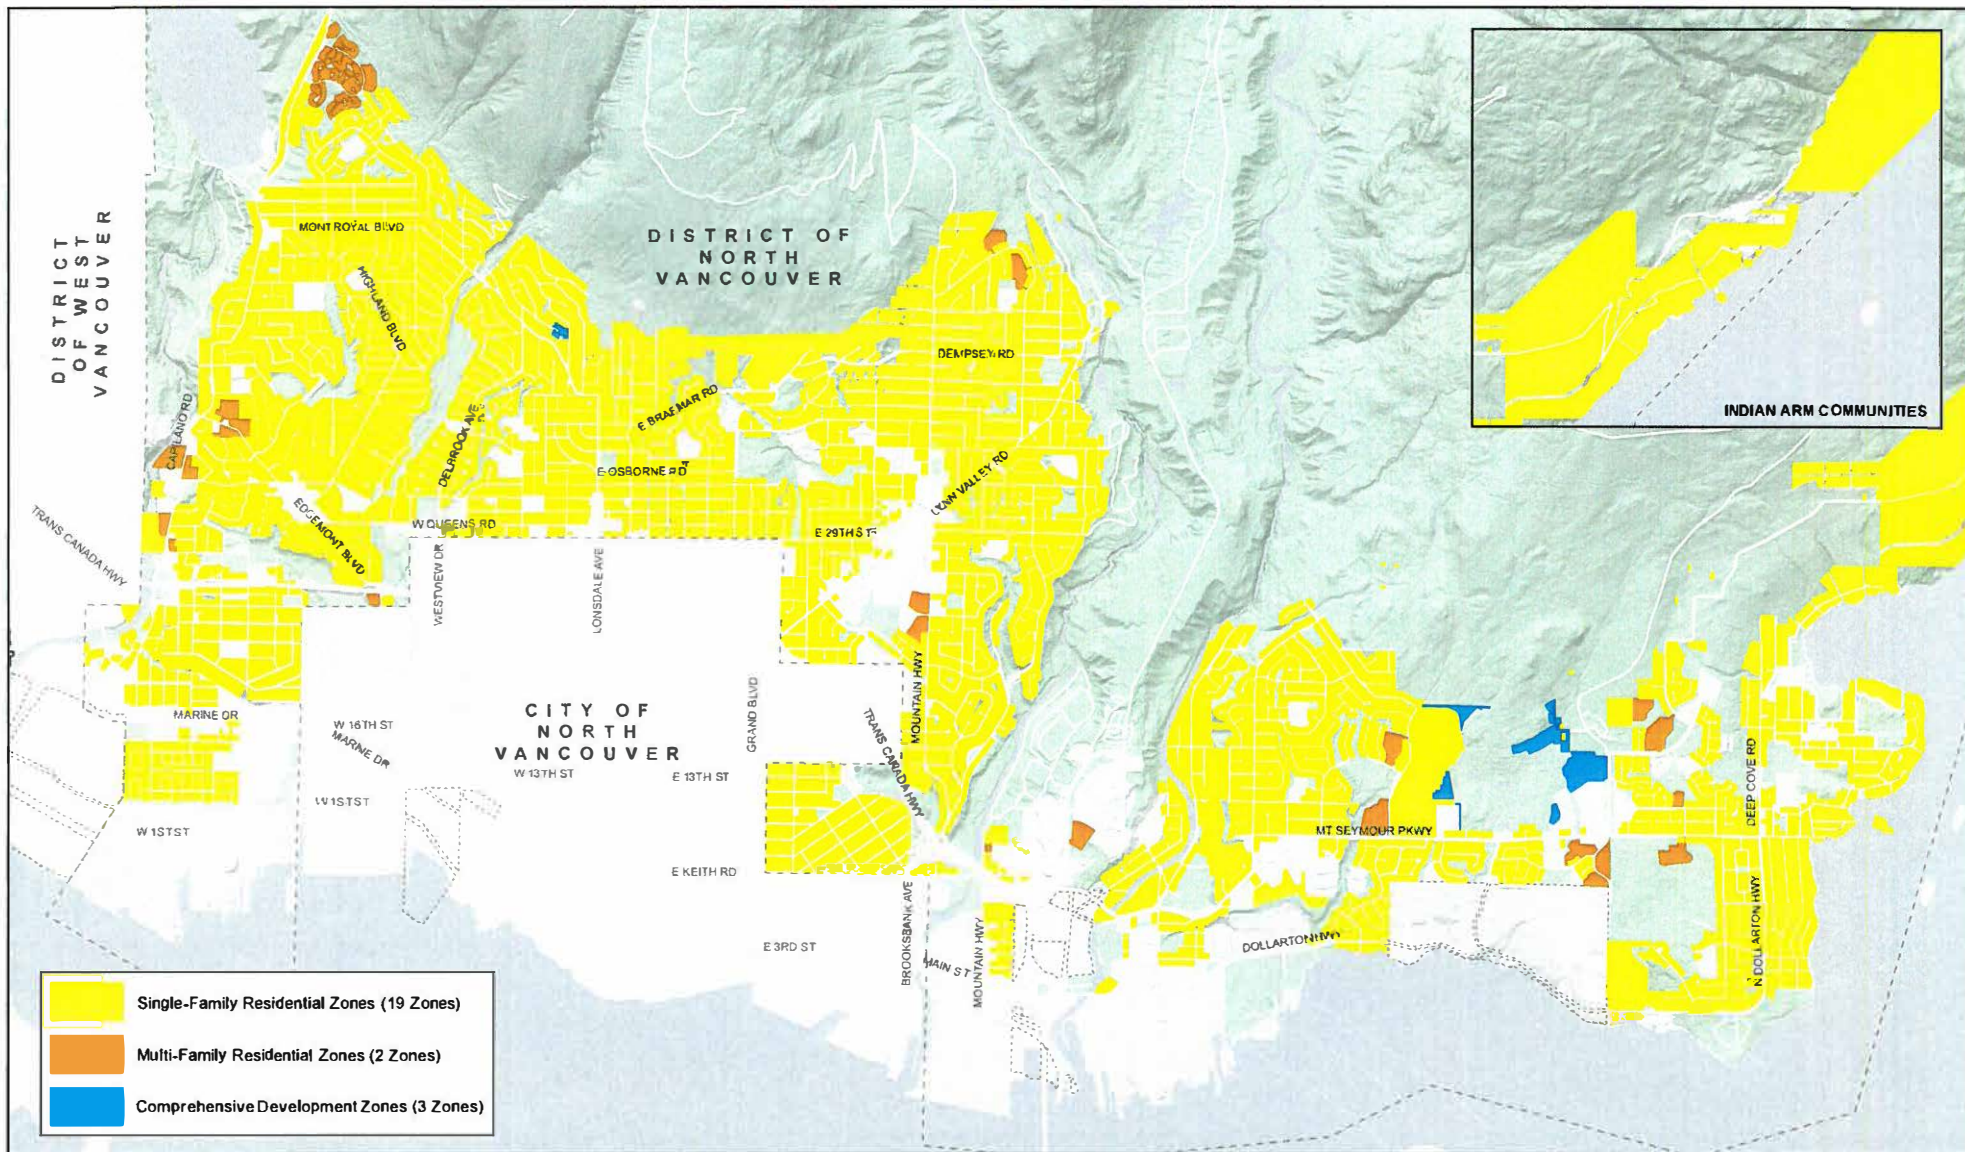 DISTRICT
OF WEST
VANCOUVER
DISTRICT OF
NORTH
VANCOUVER
MONTROYAL BLVD
HIGHLAND BLVD
DEMPSEY RD
E BRAEMAR RD
CAPILANO RD
DELBROOK AVE
E OSBORNE RD
LYNN VALLEY RD
EDGEMONT BLVD
W QUEENS RD
E 29TH ST
TRANS CANADA HWY
WESTVIEW DR
LONSDALE AVE
INDIAN ARM COMMUNITIES
MARINE DR
W 16TH ST
MARINE DR
CITY OF
NORTH
VANCOUVER
GRAND BLVD
TRANS CANADA HWY
MOUNTAIN HWY
W 13TH ST
E 13TH ST
W 1ST ST
W 1ST ST
MT SEYMOUR PKWY
DEEP COVE RD
E KEITH RD
BROOKSBANK AVE
E 3RD ST
MAIN ST
MOUNTAIN HWY
DOLLARTON HWY
N DOLLARTON HWY
Single-Family Residential Zones (19 Zones)
Multi-Family Residential Zones (2 Zones)
Comprehensive Development Zones (3 Zones)